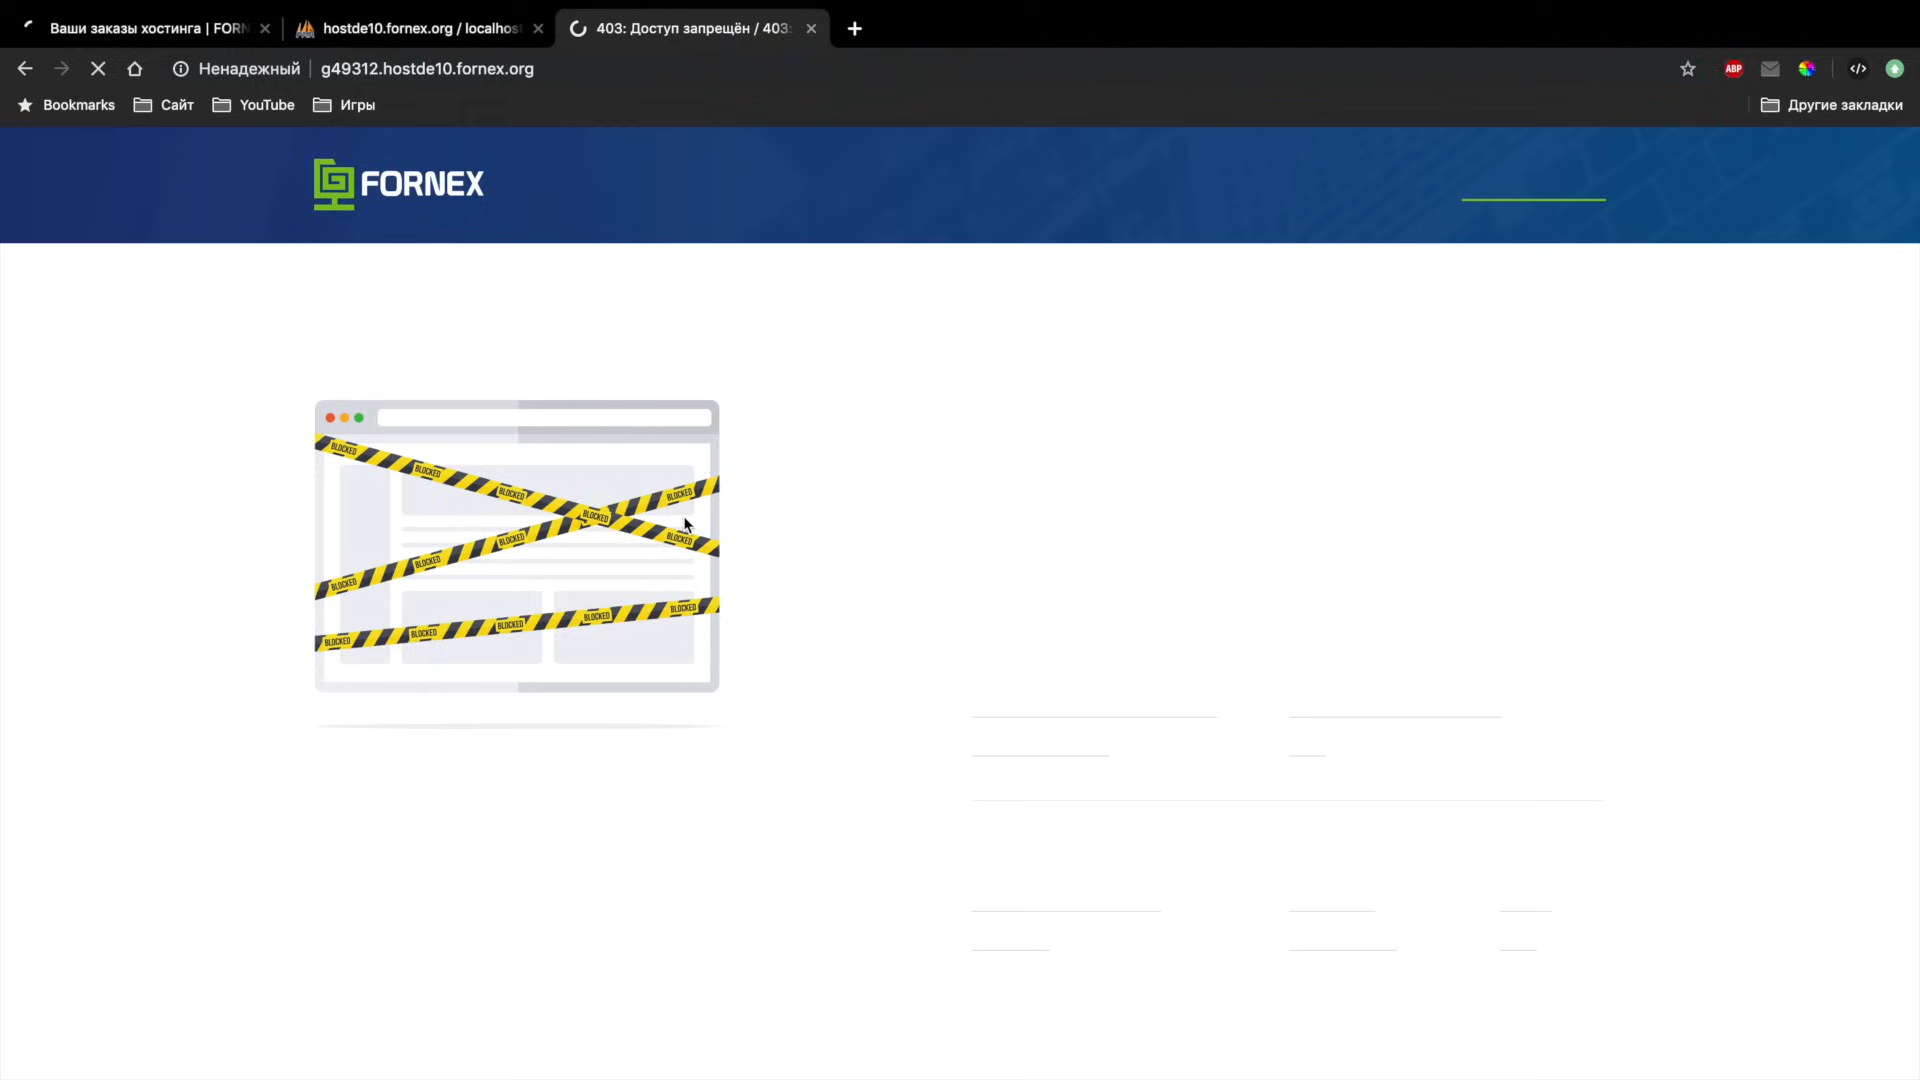 Ваши заказы хостинга | FORN
hostde10.fornex.org / localhos
403: Доступ запрещён / 403:
Ненадежный
g49312.hostde10.fornex.org
ABP
Bookmarks
Сайт
YouTube
Игры
Другие закладки
FORNEX
BLOCKED
BLOCKED
BLOCKED
BLOCKED
BLOCKED
BLOCKED
BLOCKED
BLOCKED
BLOCKED
BLOCKED
BLOCKED
BLOCKED
BLOCKED
BLOCKED